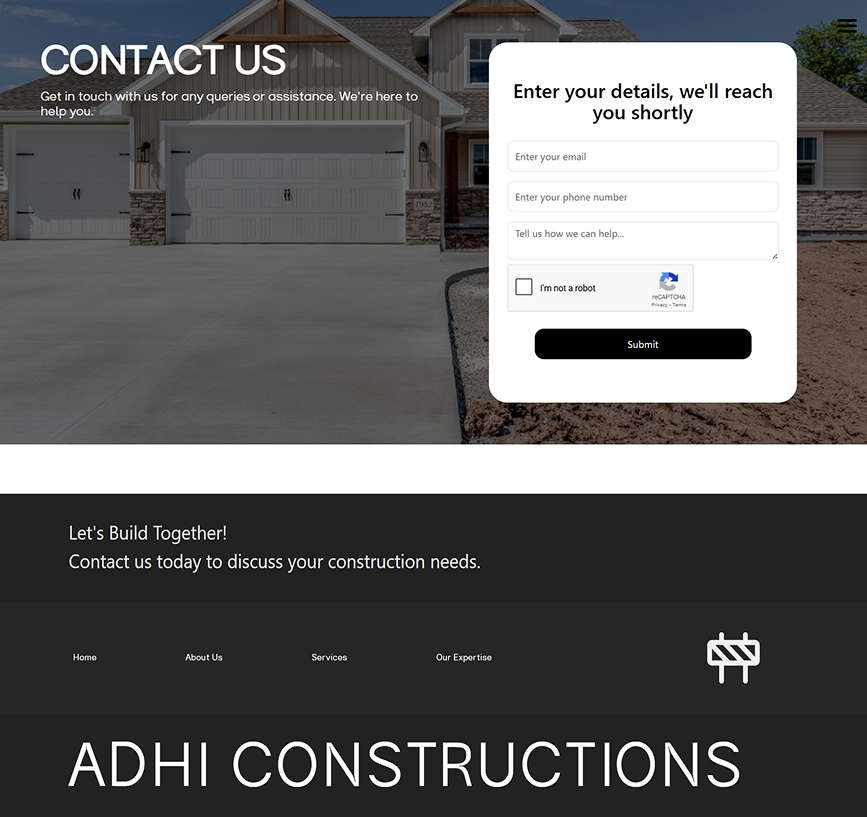 CONTACT US
Get in touch with us for any queries or assistance. We're here to
help you.
Enter your details, we'll reach
you shortly
Enter your email
Enter your phone number
Tell us how we can help...
I'm not a robot
reCAPTCHA
Privacy - Terms
Submit
7952
Let's Build Together!
Contact us today to discuss your construction needs.
Home
About Us
Services
Our Expertise
ADHI CONSTRUCTIONS